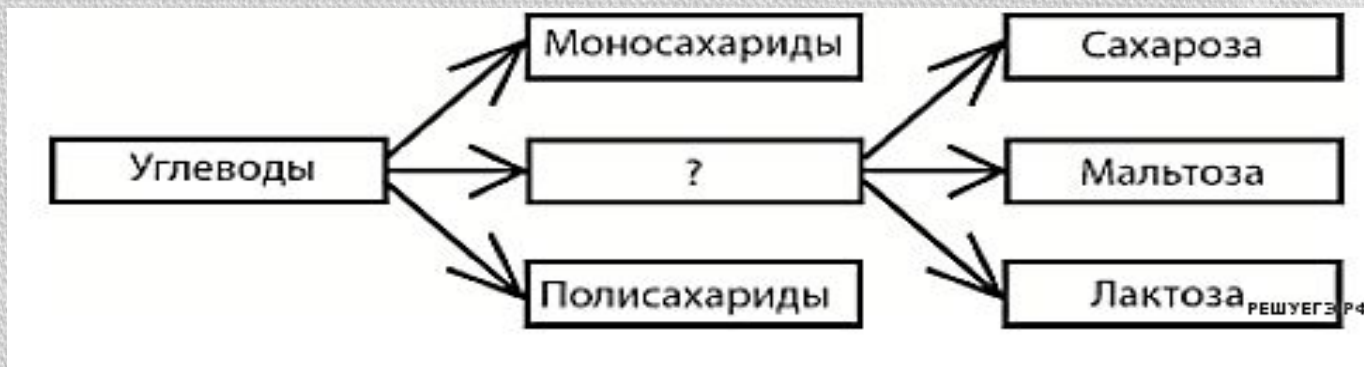 Моносахариды
Сахароза
Углеводы
?
Мальтоза
Полисахариды
Лактоза
РЕШУЕГЭ.РФ